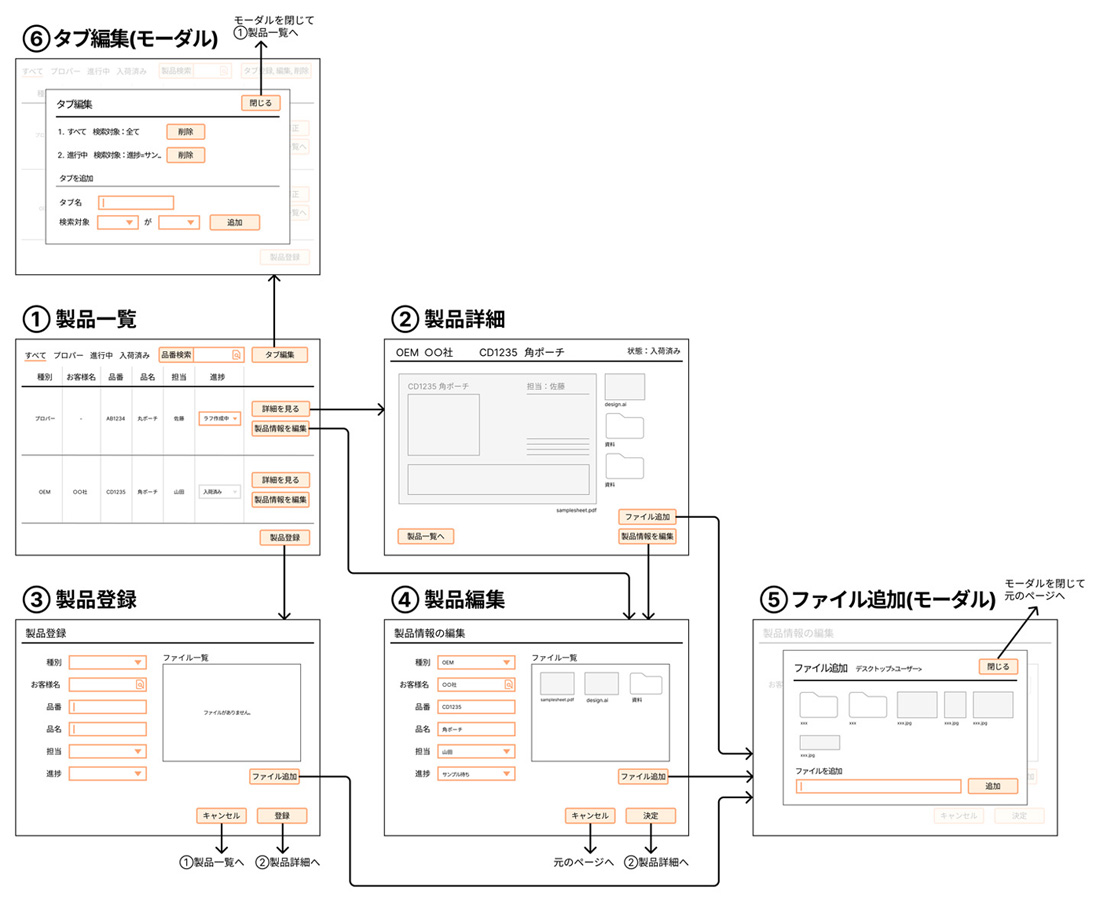 モーダルを閉じて
①製品一覧へ
⑥ タブ編集(モーダル)
すべて プロパー 進行中 入荷済み 製品検索 タブ登録, 編集, 削除
タブ編集 閉じる
1. すべて 検索対象：全て 削除
2. 進行中 検索対象：進捗=サン... 削除
タブを追加
タブ名
検索対象 が 追加
製品登録
① 製品一覧
すべて プロパー 進行中 入荷済み 品番検索 タブ編集
種別 お客様名 品番 品名 担当 進捗
プロパー - AB1234 丸ポーチ 佐藤 ラフ作成中 詳細を見る
製品情報を編集
OEM 〇〇社 CD1235 角ポーチ 山田 入荷済み 詳細を見る
製品情報を編集
製品登録
② 製品詳細
OEM 〇〇社 CD1235 角ポーチ 状態：入荷済み
CD1235 角ポーチ 担当：佐藤
design.ai
資料
資料
samplesheet.pdf
ファイル追加
製品一覧へ 製品情報を編集
③ 製品登録
製品登録
種別 ファイル一覧
お客様名
品番 ファイルがありません。
品名
担当
進捗 ファイル追加
キャンセル 登録
①製品一覧へ ②製品詳細へ
④ 製品編集
製品情報の編集
種別 OEM ファイル一覧
お客様名 〇〇社
samplesheet.pdf design.ai 資料
品番 CD1235
品名 角ポーチ
担当 山田
進捗 サンプル待ち ファイル追加
キャンセル 決定
元のページへ ②製品詳細へ
モーダルを閉じて
元のページへ
⑤ ファイル追加(モーダル)
製品情報の編集
ファイル追加 デスクトップ>ユーザー> 閉じる
xxx xxx xxx.jpg xxx.jpg xxx.jpg
xxx.jpg
ファイルを追加
追加
キャンセル 決定